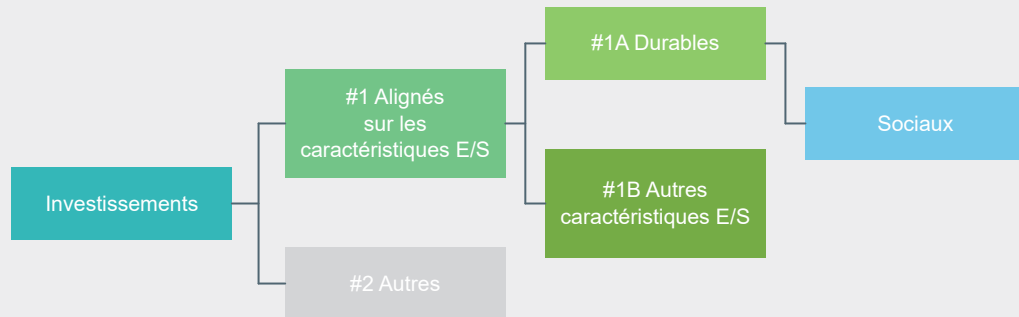 Investissements
#1 Alignés
sur les
caractéristiques E/S
#2 Autres
#1A Durables
#1B Autres
caractéristiques E/S
Sociaux